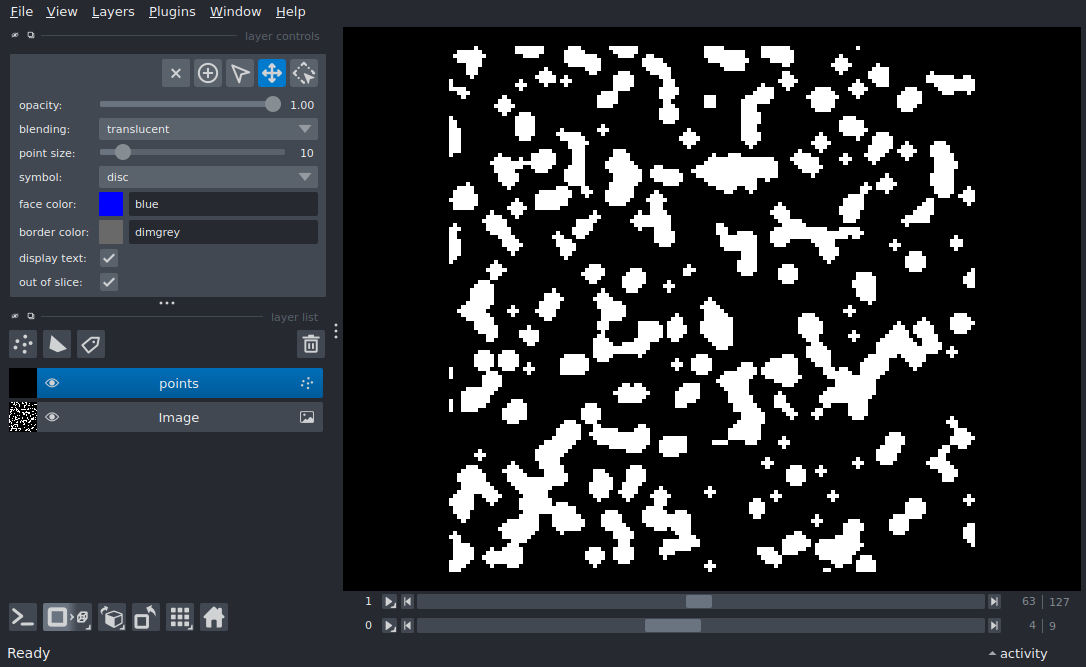 File View Layers Plugins Window Help
layer controls
opacity: 1.00
blending: translucent
point size: 10
symbol: disc
face color: blue
border color: dimgrey
display text:
out of slice:
layer list
points
Image
1 63 127
0 4 9
Ready activity